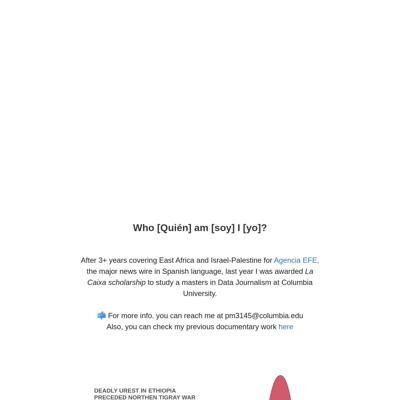 Who [Quién] am [soy] I [yo]?
After 3+ years covering East Africa and Israel-Palestine for Agencia EFE,
the major news wire in Spanish language, last year I was awarded La
Caixa scholarship to study a masters in Data Journalism at Columbia
University.
📫 For more info. you can reach me at pm3145@columbia.edu
Also, you can check my previous documentary work here
DEADLY UREST IN ETHIOPIA
PRECEDED NORTHEN TIGRAY WAR